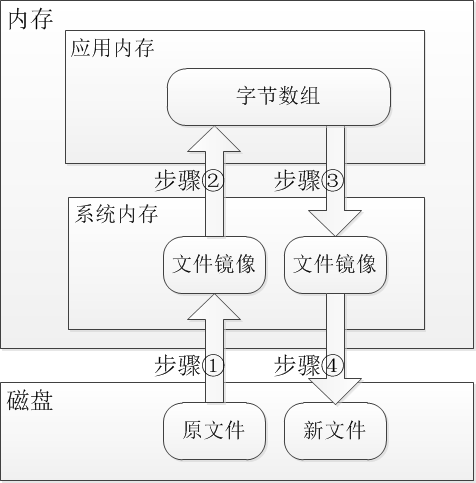 内存
应用内存
字节数组
步骤② 步骤③
系统内存
文件镜像 文件镜像
步骤① 步骤④
磁盘
原文件 新文件